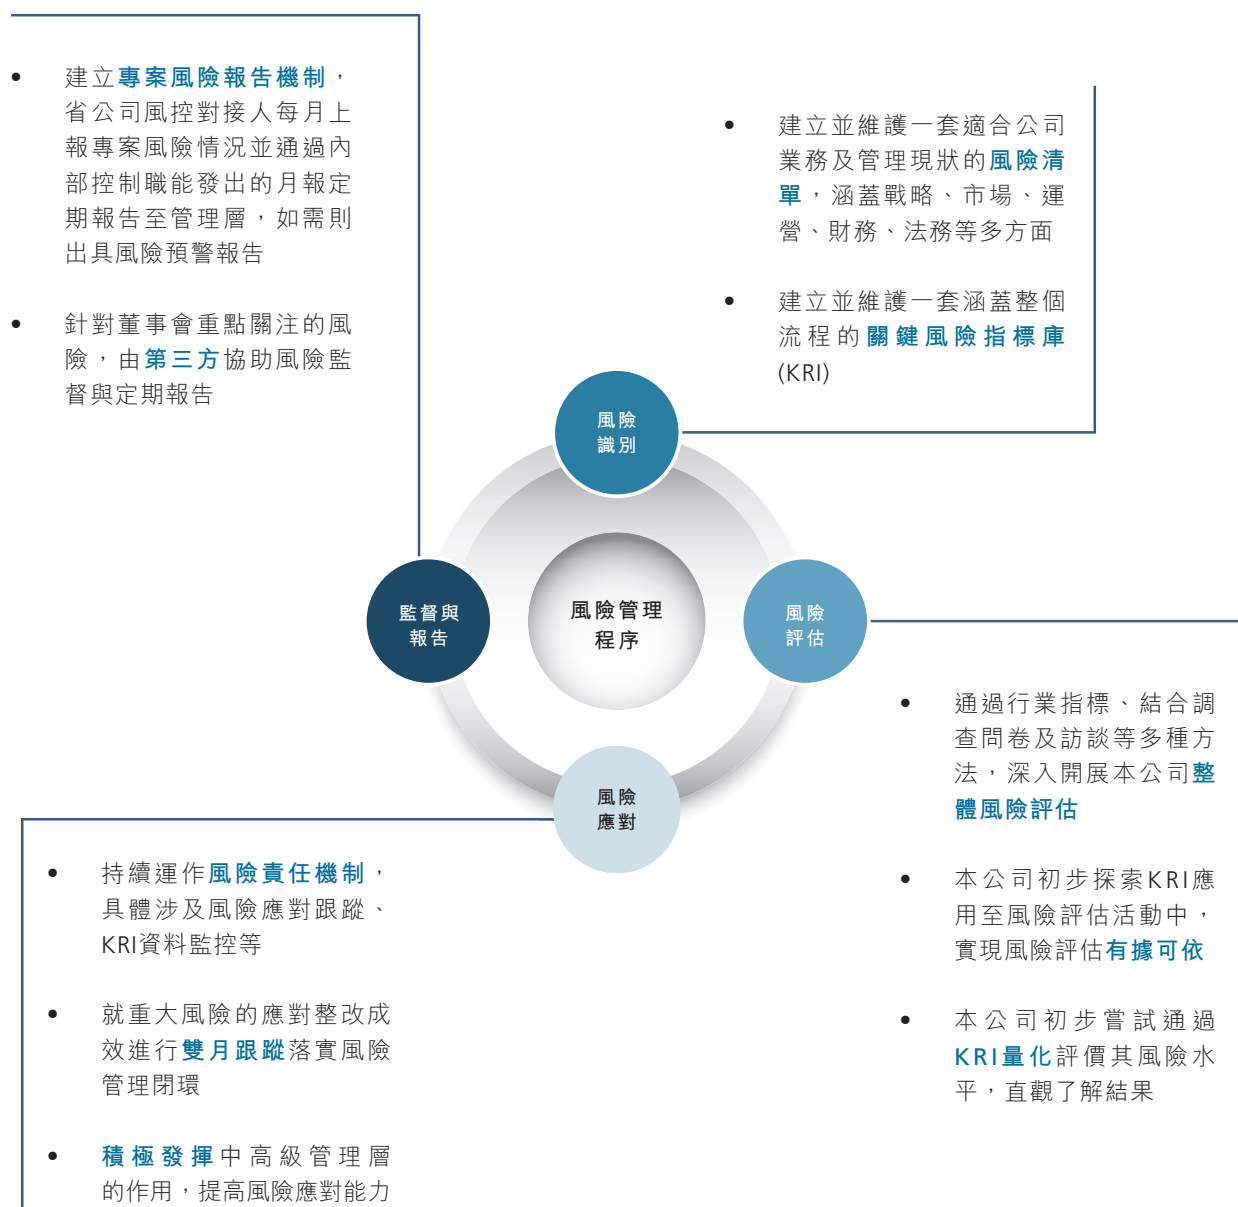 • 建立專案風險報告機制，
省公司風控對接人每月上
報專案風險情況並通過內
部控制職能發出的月報定
期報告至管理層，如需則
出具風險預警報告
• 針對董事會重點關注的風
險，由第三方協助風險監
督與定期報告
• 建立並維護一套適合公司
業務及管理現狀的風險清
單，涵蓋戰略、市場、運
營、財務、法務等多方面
• 建立並維護一套涵蓋整個
流程的關鍵風險指標庫
(KRI)
風險
識別
監督與
報告
風險管理
程序
風險
評估
風險
應對
• 通過行業指標、結合調
查問卷及訪談等多種方
法，深入開展本公司整
體風險評估
• 本公司初步探索KRI應
用至風險評估活動中，
實現風險評估有據可依
• 本公司初步嘗試通過
KRI量化評價其風險水
平，直觀了解結果
• 持續運作風險責任機制，
具體涉及風險應對跟蹤、
KRI資料監控等
• 就重大風險的應對整改成
效進行雙月跟蹤落實風險
管理閉環
• 積極發揮中高級管理層
的作用，提高風險應對能力